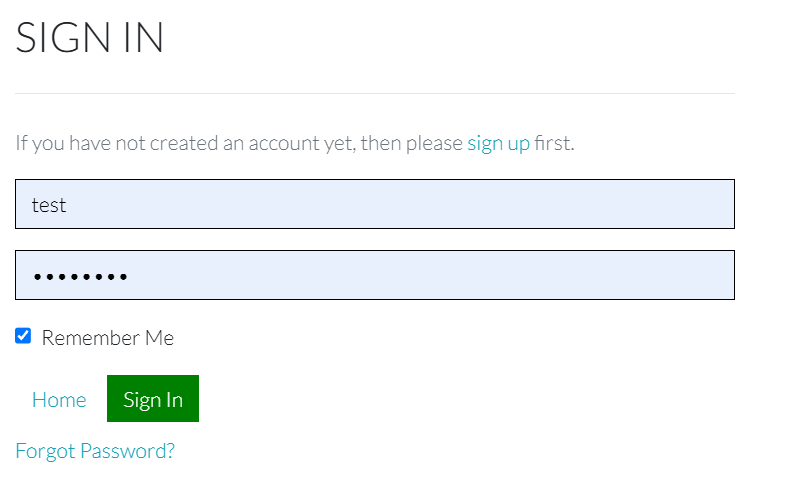 SIGN IN
If you have not created an account yet, then please sign up first.
test
••••••••
Remember Me
Home Sign In
Forgot Password?